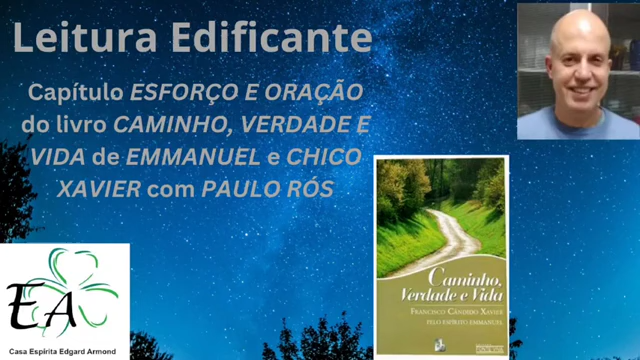 Leitura Edificante
Capítulo ESFORÇO E ORAÇÃO
do livro CAMINHO, VERDADE E
VIDA de EMMANUEL e CHICO
XAVIER com PAULO RÓS
Caminho,
Verdade e Vida
FRANCISCO CÂNDIDO XAVIER
PELO ESPÍRITO EMMANUEL
EA
Casa Espírita Edgard Armond